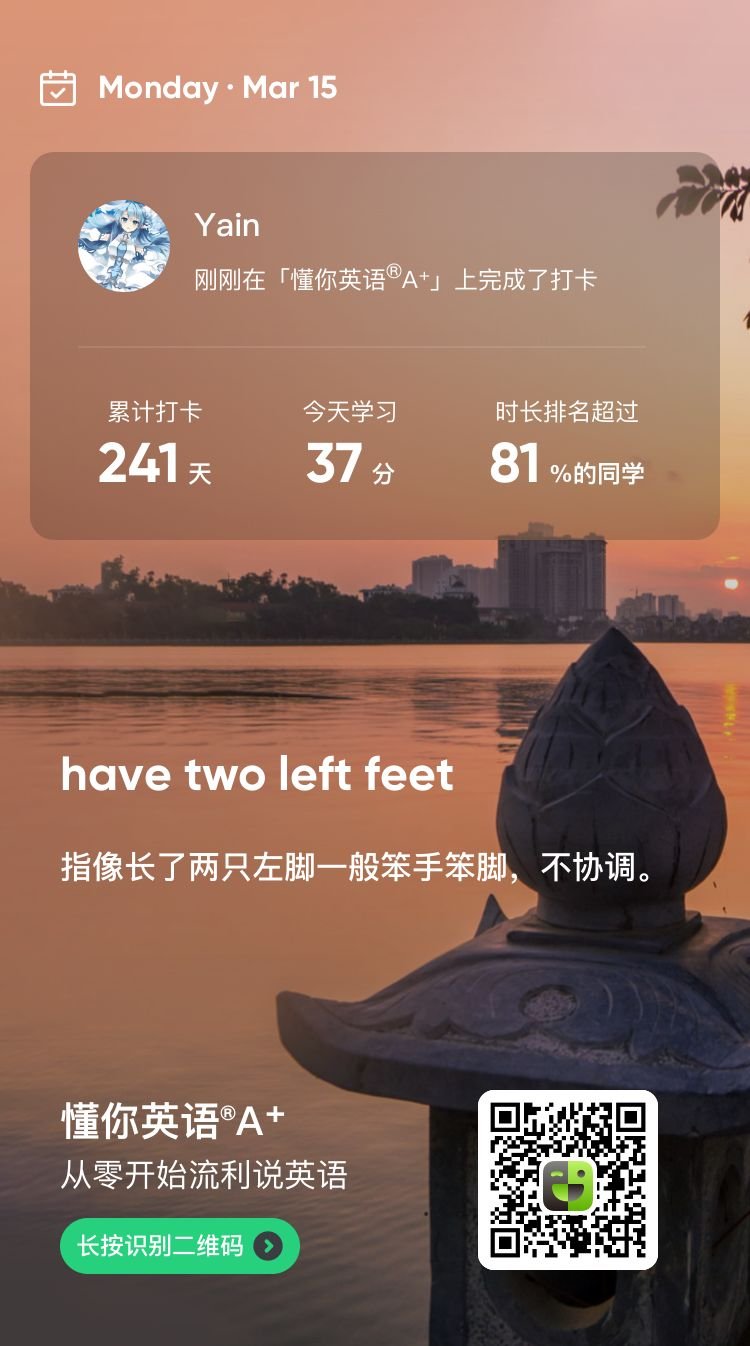 Monday · Mar 15
Yain
刚刚在「懂你英语®A⁺」上完成了打卡
累计打卡 今天学习 时长排名超过
241 天 37 分 81 %的同学
have two left feet
指像长了两只左脚一般笨手笨脚，不协调。
懂你英语®A⁺
从零开始流利说英语
长按识别二维码